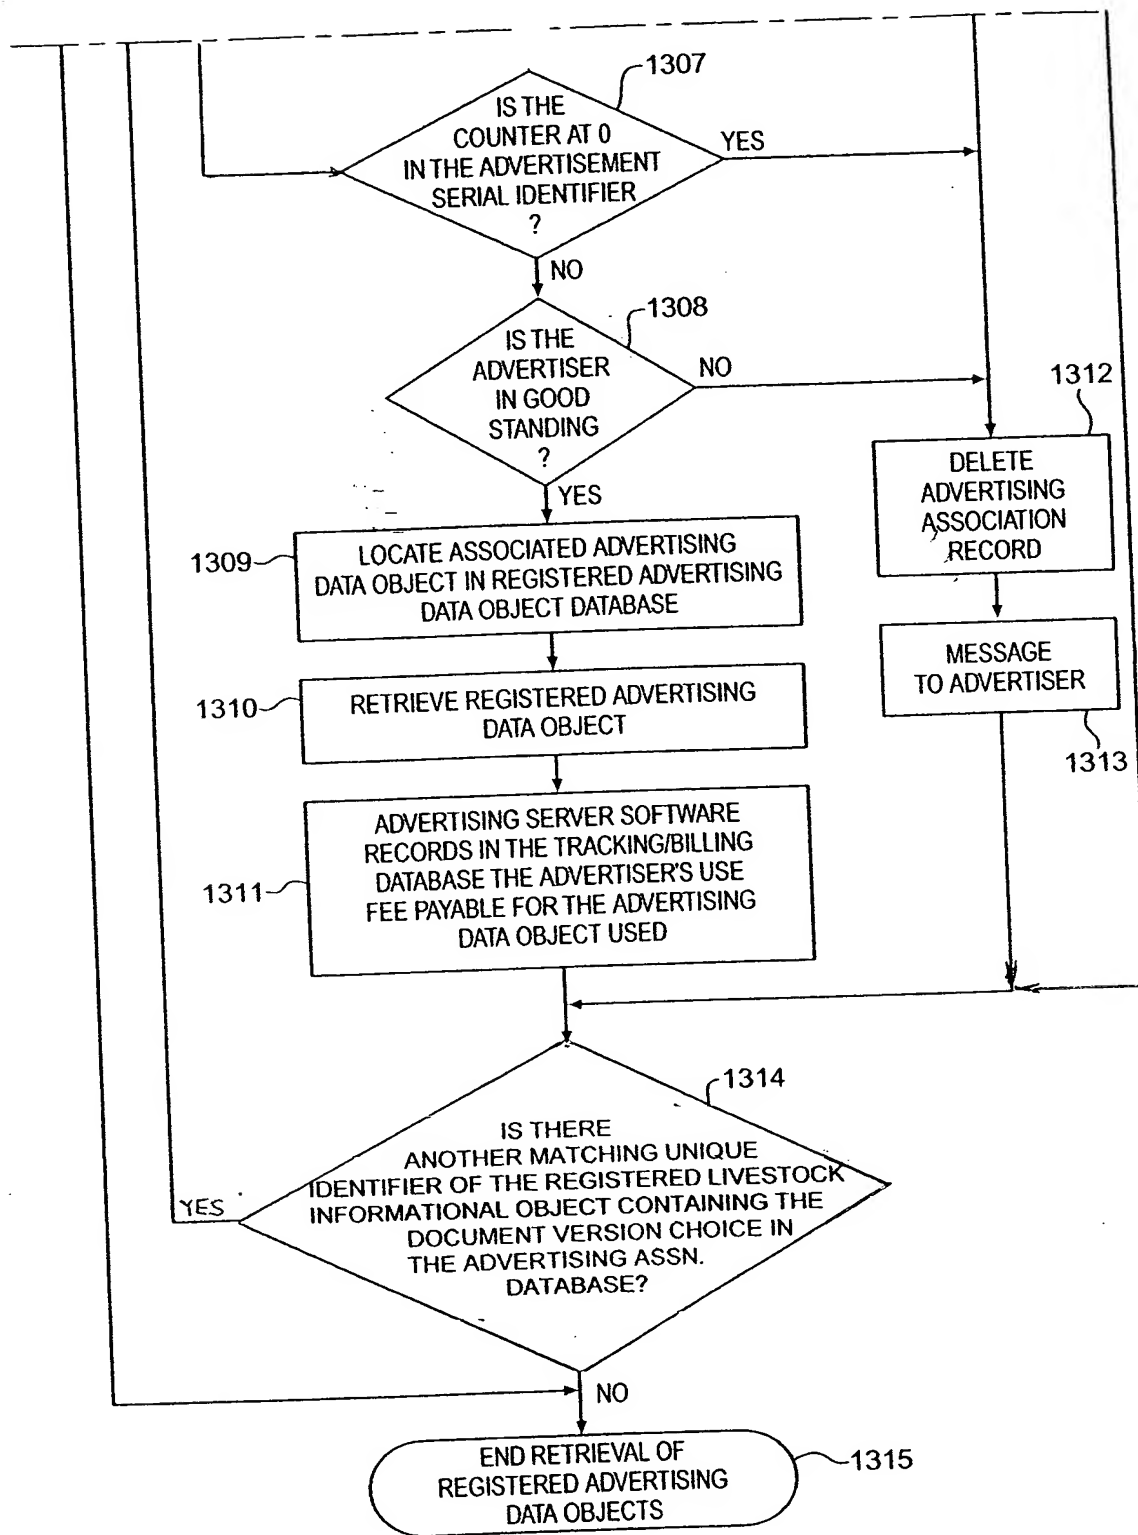 1307
IS THE
COUNTER AT 0
IN THE ADVERTISEMENT
SERIAL IDENTIFIER
?
YES
NO
1308
IS THE
ADVERTISER
IN GOOD
STANDING
?
NO
YES
1312
DELETE
ADVERTISING
ASSOCIATION
RECORD
1309
LOCATE ASSOCIATED ADVERTISING
DATA OBJECT IN REGISTERED ADVERTISING
DATA OBJECT DATABASE
MESSAGE
TO ADVERTISER
1313
1310
RETRIEVE REGISTERED ADVERTISING
DATA OBJECT
1311
ADVERTISING SERVER SOFTWARE
RECORDS IN THE TRACKING/BILLING
DATABASE THE ADVERTISER'S USE
FEE PAYABLE FOR THE ADVERTISING
DATA OBJECT USED
1314
IS THERE
ANOTHER MATCHING UNIQUE
IDENTIFIER OF THE REGISTERED LIVESTOCK
INFORMATIONAL OBJECT CONTAINING THE
DOCUMENT VERSION CHOICE IN
THE ADVERTISING ASSN.
DATABASE?
YES
NO
END RETRIEVAL OF
REGISTERED ADVERTISING
DATA OBJECTS
1315